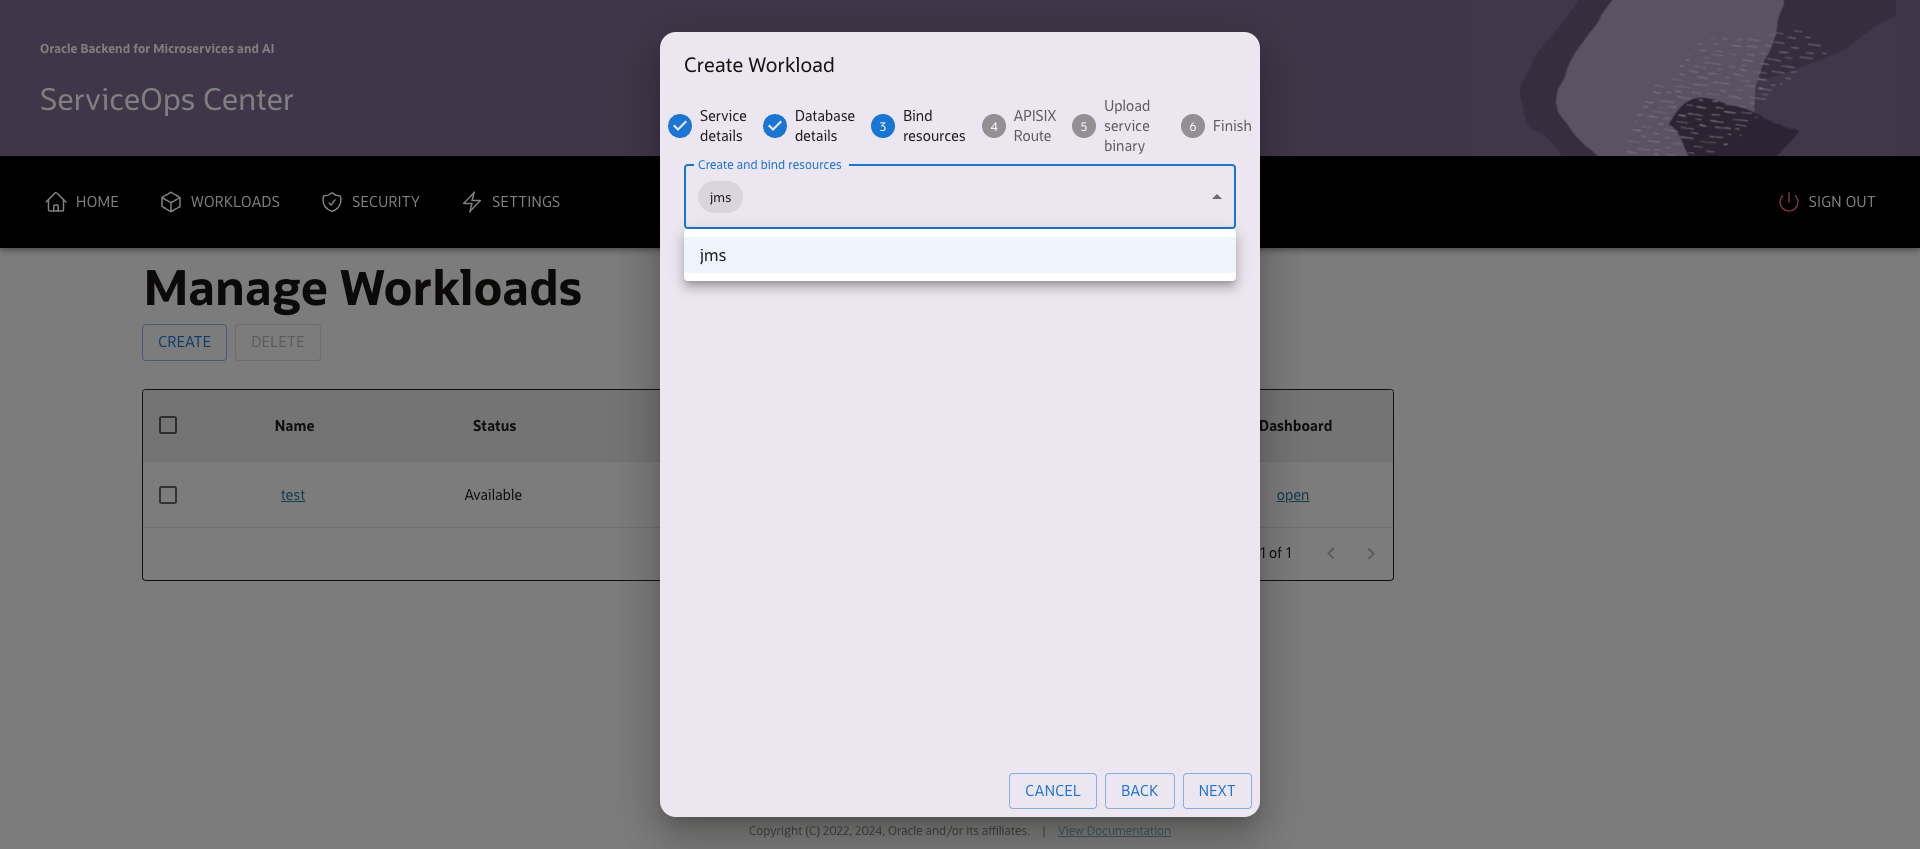 Oracle Backend for Microservices and AI
ServiceOps Center
HOME
WORKLOADS
SECURITY
SETTINGS
SIGN OUT
Manage Workloads
CREATE
DELETE
Name
Status
Dashboard
test
Available
open
1 of 1
Create Workload
Service
details
Database
details
3
Bind
resources
4
APISIX
Route
5
Upload
service
binary
6
Finish
Create and bind resources
jms
jms
CANCEL
BACK
NEXT
Copyright (C) 2022, 2024, Oracle and/or its affiliates. | View Documentation